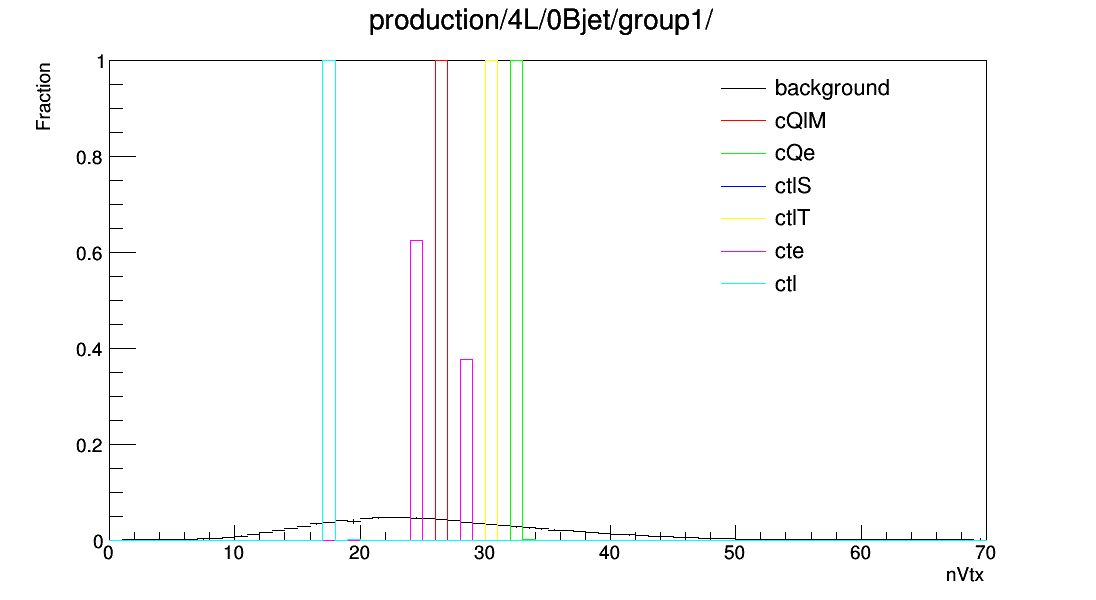 production/4L/0Bjet/group1/
Fraction
1
0.8
0.6
0.4
0.2
0
background
cQlM
cQe
ctlS
ctlT
cte
ctl
0 10 20 30 40 50 60 70
nVtx